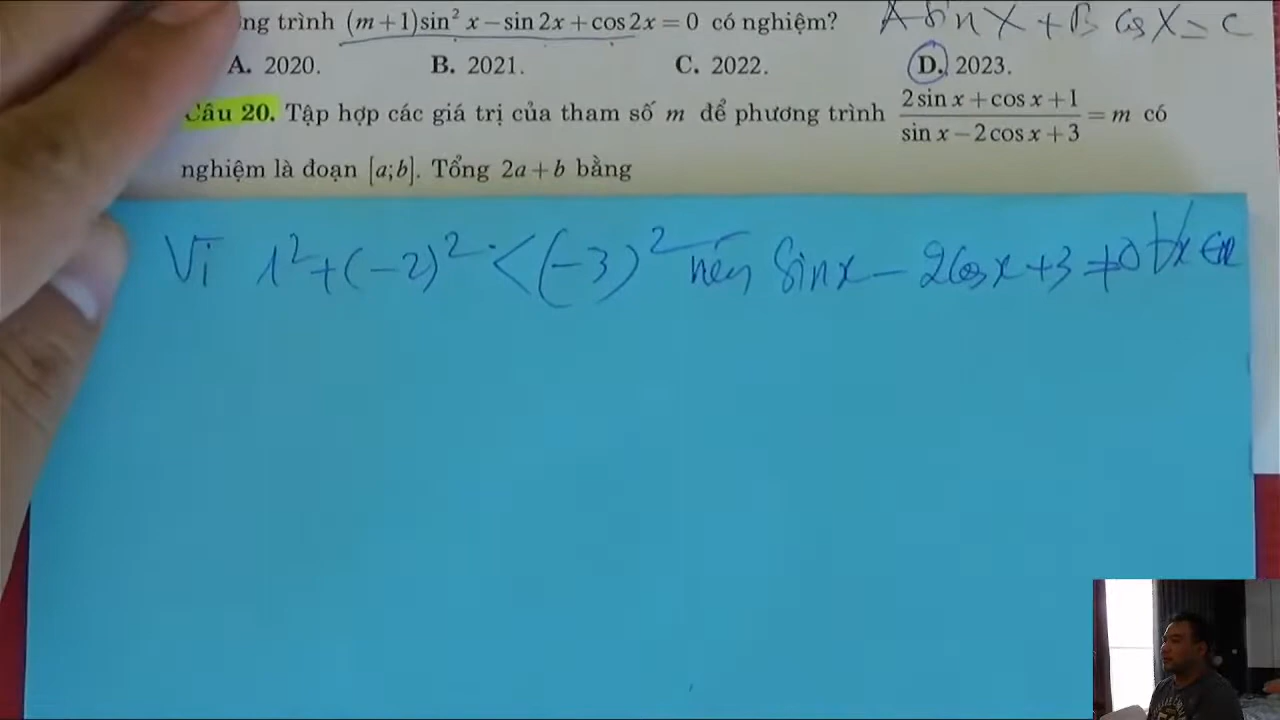 ng trình (m+1)sin² x−sin 2x+cos 2x = 0 có nghiệm? A sin X + B cos X = C
A. 2020. B. 2021. C. 2022. D. 2023.
Câu 20. Tập hợp các giá trị của tham số m để phương trình (2 sin x + cos x + 1)/(sin x − 2 cos x + 3) = m có
nghiệm là đoạn [a;b]. Tổng 2a + b bằng
Vì 1² + (−2)² < (−3)² nên sin x − 2cos x + 3 ≠ 0 ∀x ∈ R